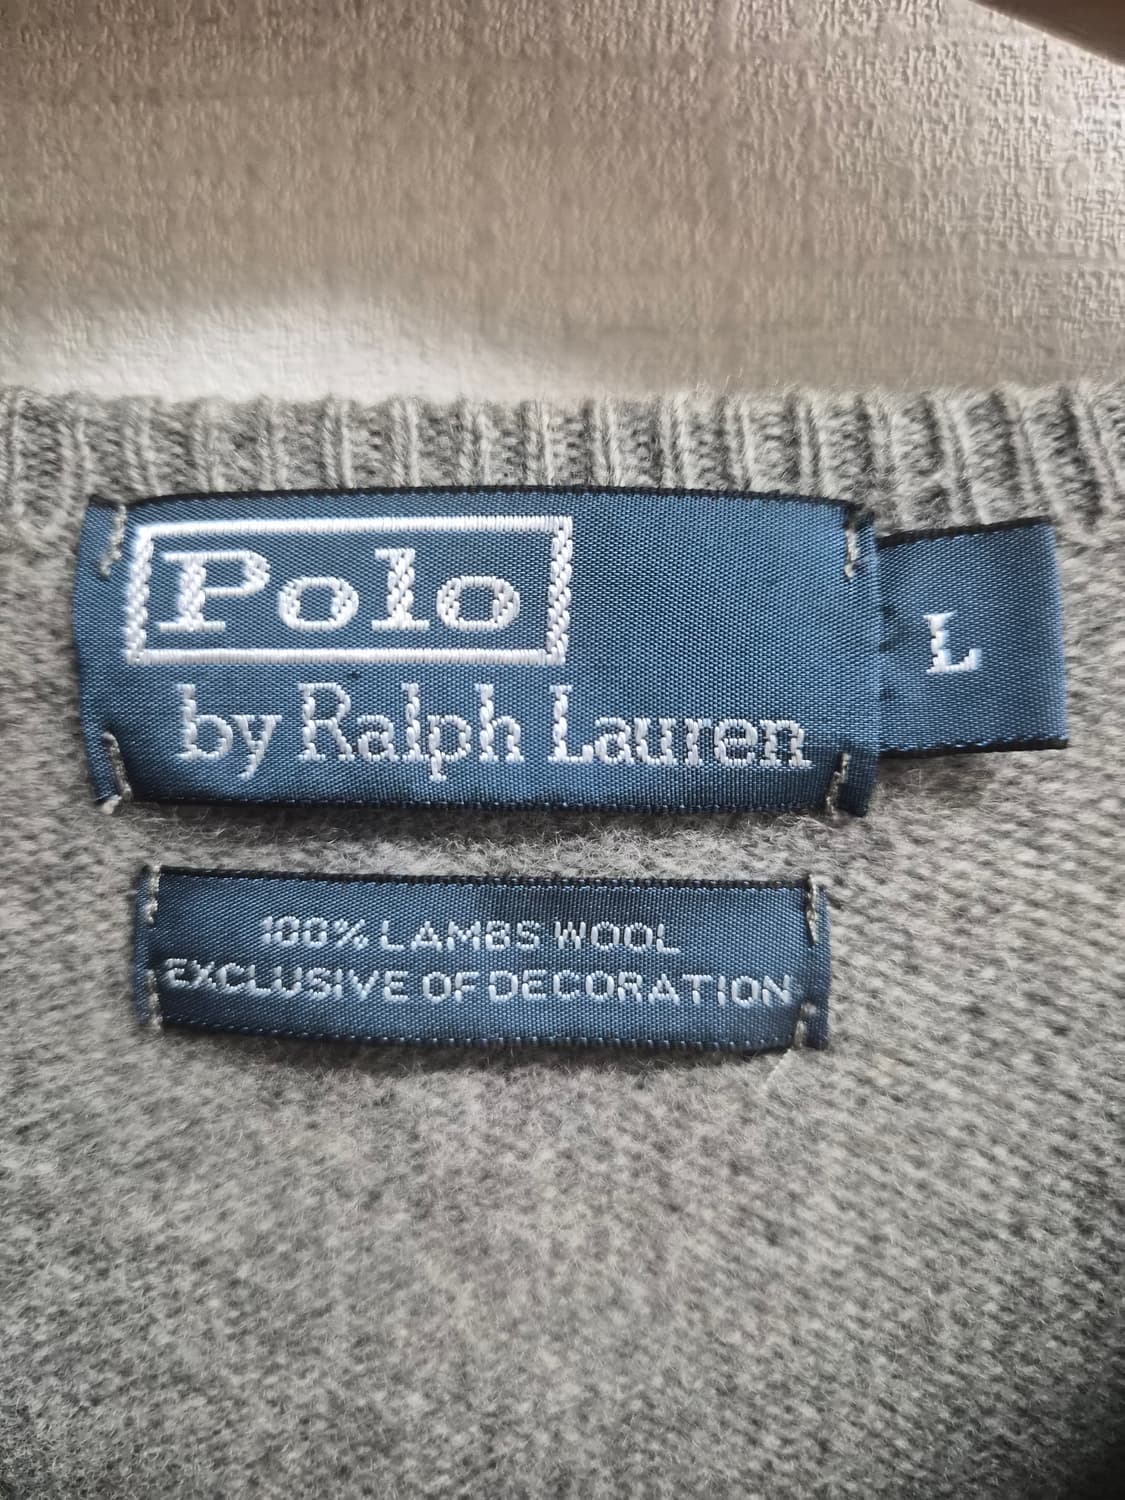 Polo
by Ralph Lauren
L
100% LAMBS WOOL
EXCLUSIVE OF DECORATION